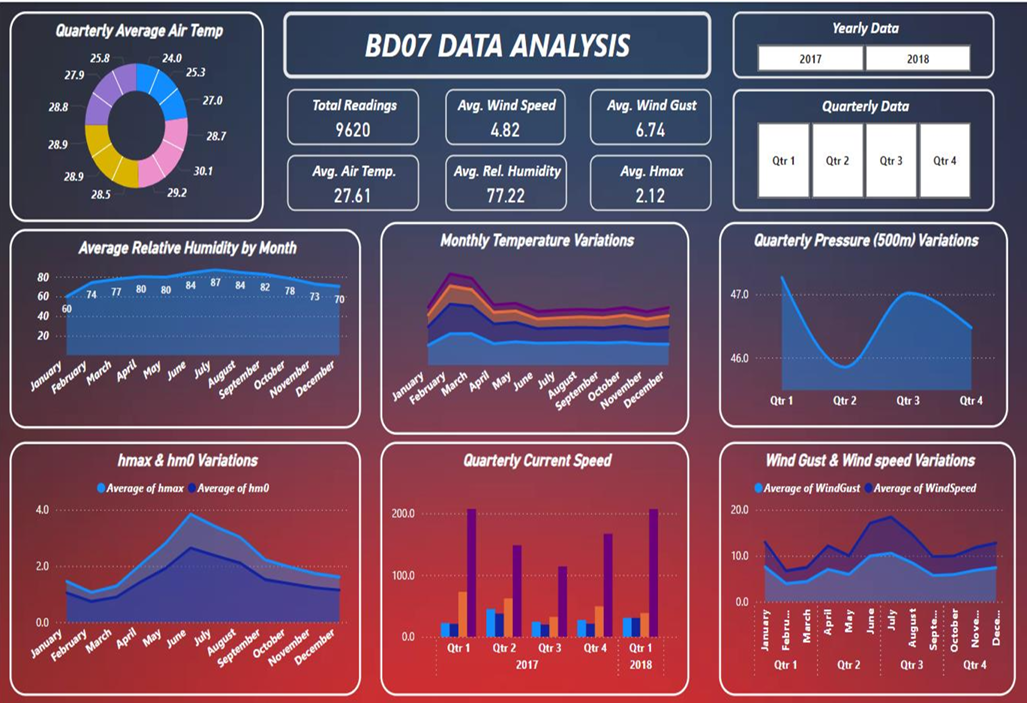 Quarterly Average Air Temp
25.8
24.0
27.9
25.3
28.8
27.0
28.9
28.7
28.9
30.1
28.5
29.2
BD07 DATA ANALYSIS
Total Readings
9620
Avg. Wind Speed
4.82
Avg. Wind Gust
6.74
Avg. Air Temp.
27.61
Avg. Rel. Humidity
77.22
Avg. Hmax
2.12
Yearly Data
2017 2018
Quarterly Data
Qtr 1 Qtr 2 Qtr 3 Qtr 4
Average Relative Humidity by Month
80
60
40
20
60 74 77 80 80 84 87 84 82 78 73 70
January February March April May June July August September October November December
Monthly Temperature Variations
January February March April May June July August September October November December
Quarterly Pressure (500m) Variations
47.0
46.0
Qtr 1 Qtr 2 Qtr 3 Qtr 4
hmax & hm0 Variations
Average of hmax Average of hm0
4.0
2.0
0.0
January February March April May June July August September October November December
Quarterly Current Speed
200.0
100.0
0.0
Qtr 1 Qtr 2 Qtr 3 Qtr 4 Qtr 1
2017 2018
Wind Gust & Wind speed Variations
Average of WindGust Average of WindSpeed
20.0
10.0
0.0
January Febru... March April May June July August Septe... October Nove... Dece...
Qtr 1 Qtr 2 Qtr 3 Qtr 4